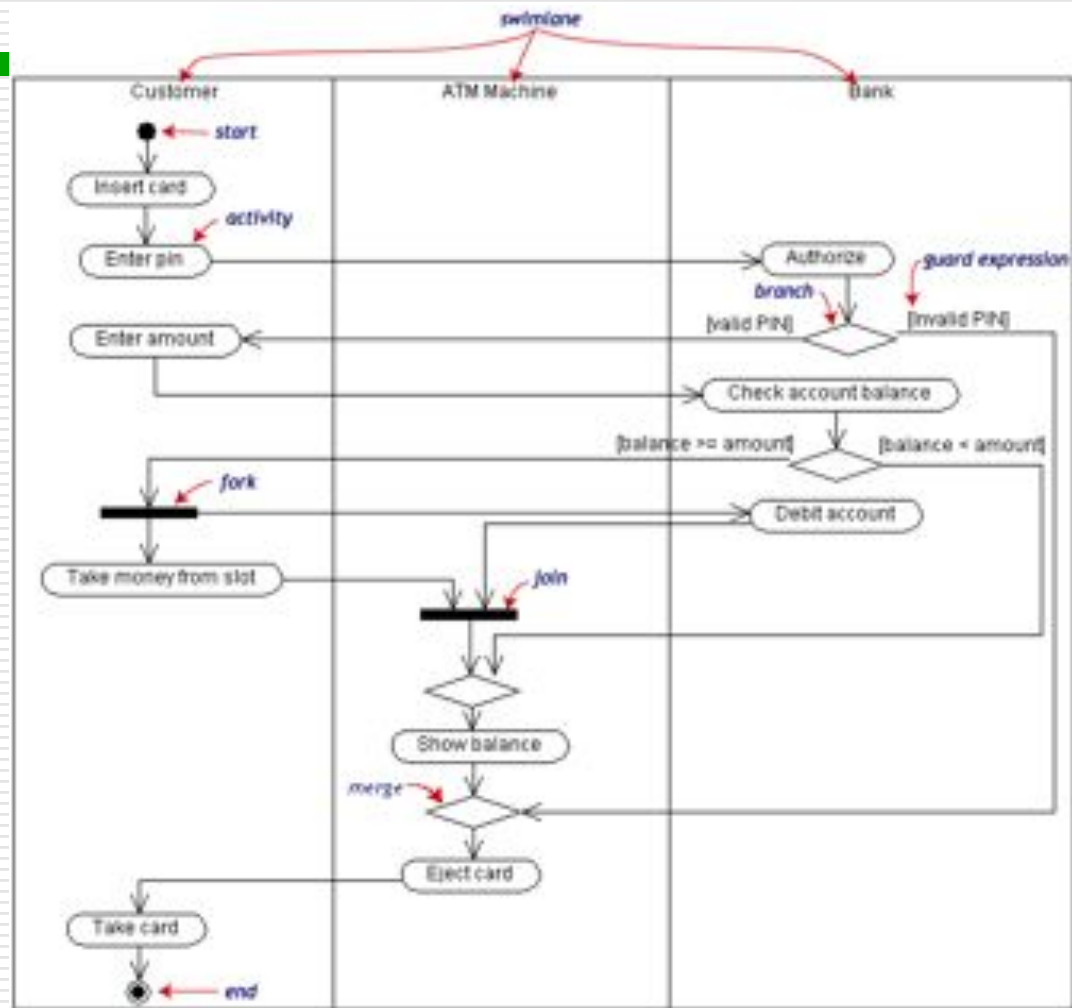 swimlane
Customer
ATM Machine
Bank
start
Insert card
activity
Enter pin
Authorize
guard expression
branch
[valid PIN]
[Invalid PIN]
Enter amount
Check account balance
[balance >= amount]
[balance < amount]
fork
Debit account
Take money from slot
join
Show balance
merge
Eject card
Take card
end